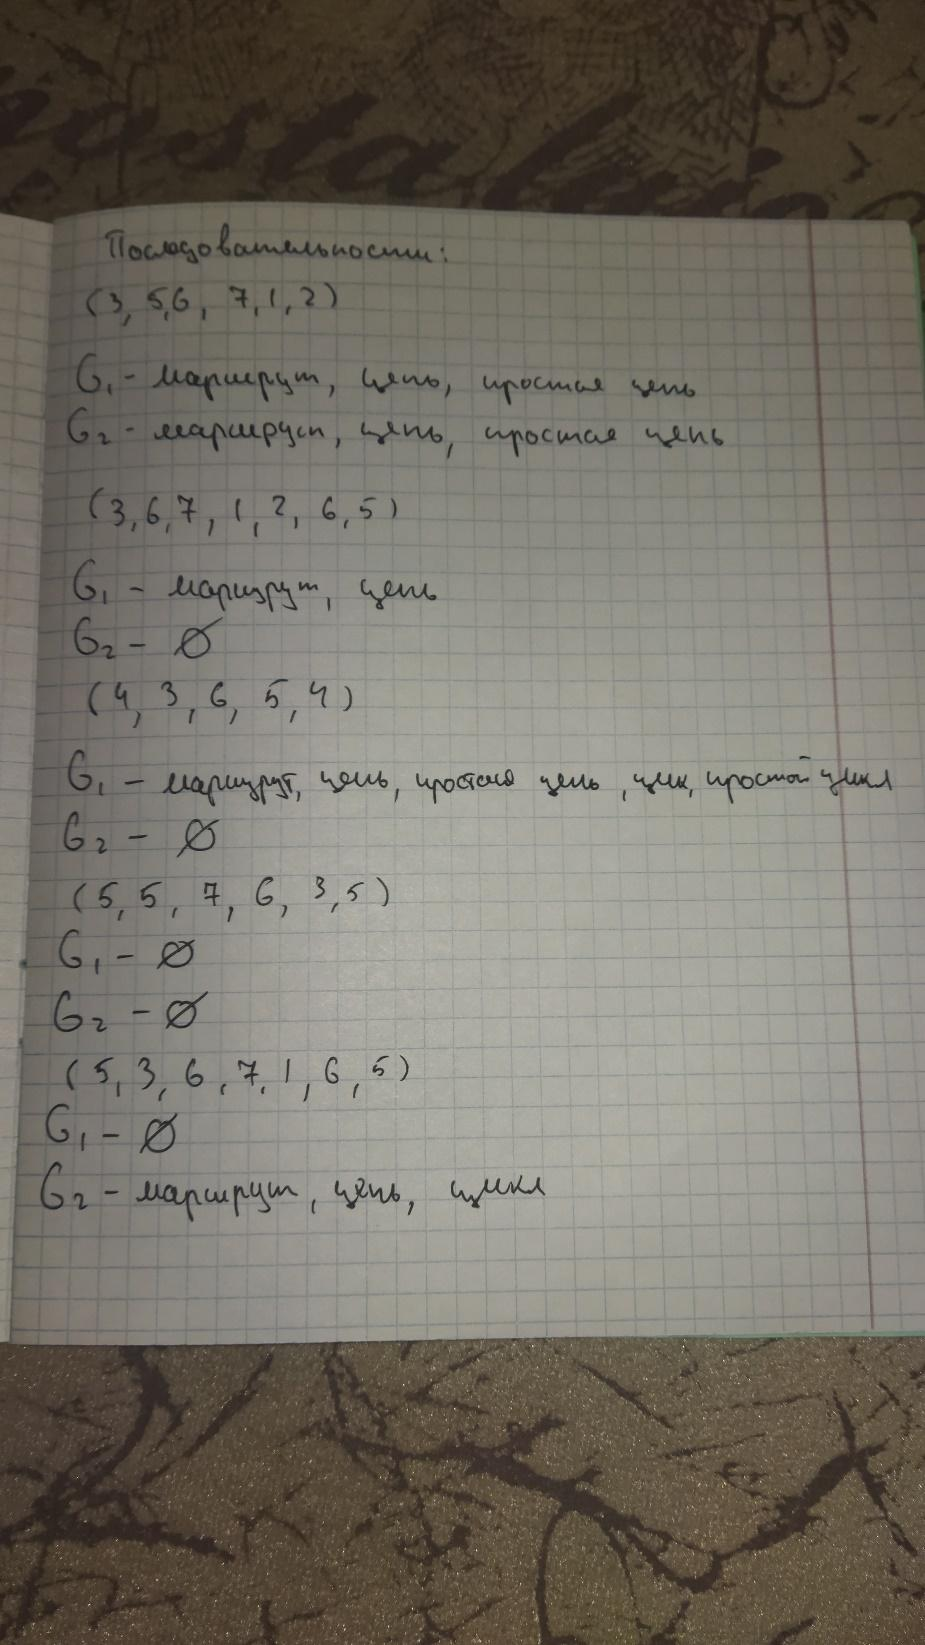 Последовательности:
(3, 5,6, 7,1,2)
G₁ - маршрут, цепь, простая цепь
G₂ - маршрут, цепь, простая цепь
(3,6,7, 1, 2, 6,5)
G₁ - маршрут, цепь
G₂ - ∅
(4, 3, 6, 5,4)
G₁ - маршрут, цепь, простая цепь, цик, простой цикл
G₂ - ∅
(5, 5, 7, 6, 3,5)
G₁ - ∅
G₂ - ∅
(5, 3, 6, 7, 1, 6, 5)
G₁ - ∅
G₂ - маршрут, цепь, цикл